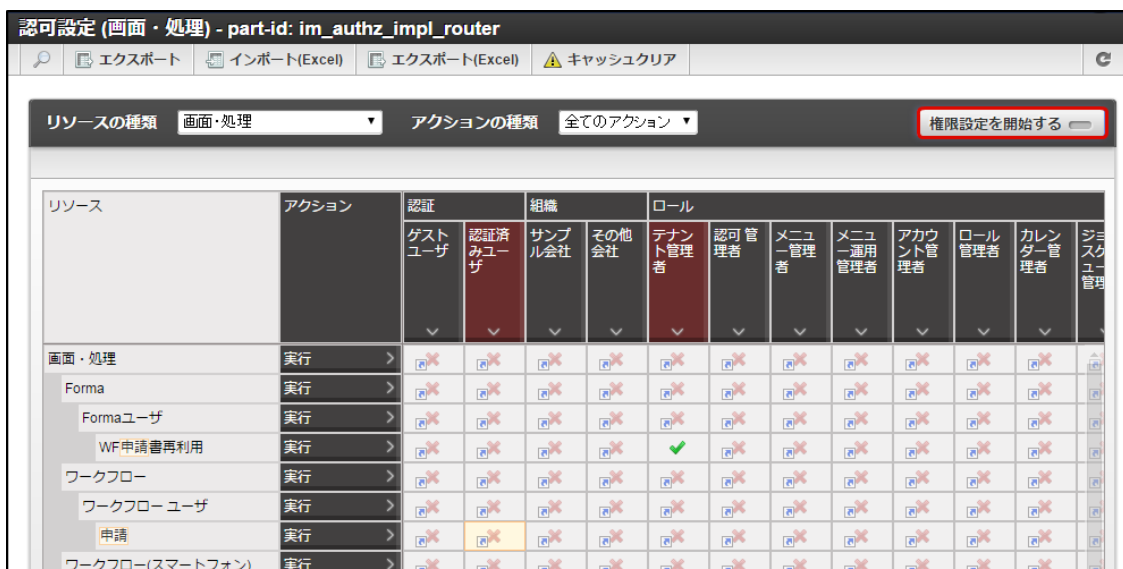 認可設定 (画面・処理) - part-id: im_authz_impl_router
エクスポート インポート(Excel) エクスポート(Excel) キャッシュクリア
リソースの種類 画面・処理 アクションの種類 全てのアクション 権限設定を開始する
リソース アクション 認証 組織 ロール
ゲストユーザ 認証済みユーザ サンプル会社 その他会社 テナント管理者 認可管理者 メニュー管理者 メニュー運用管理者 アカウント管理者 ロール管理者 カレンダー管理者
画面・処理 実行
Forma 実行
Formaユーザ 実行
WF申請書再利用 実行
ワークフロー 実行
ワークフロー ユーザ 実行
申請 実行
ワークフロー(スマートフォン) 実行